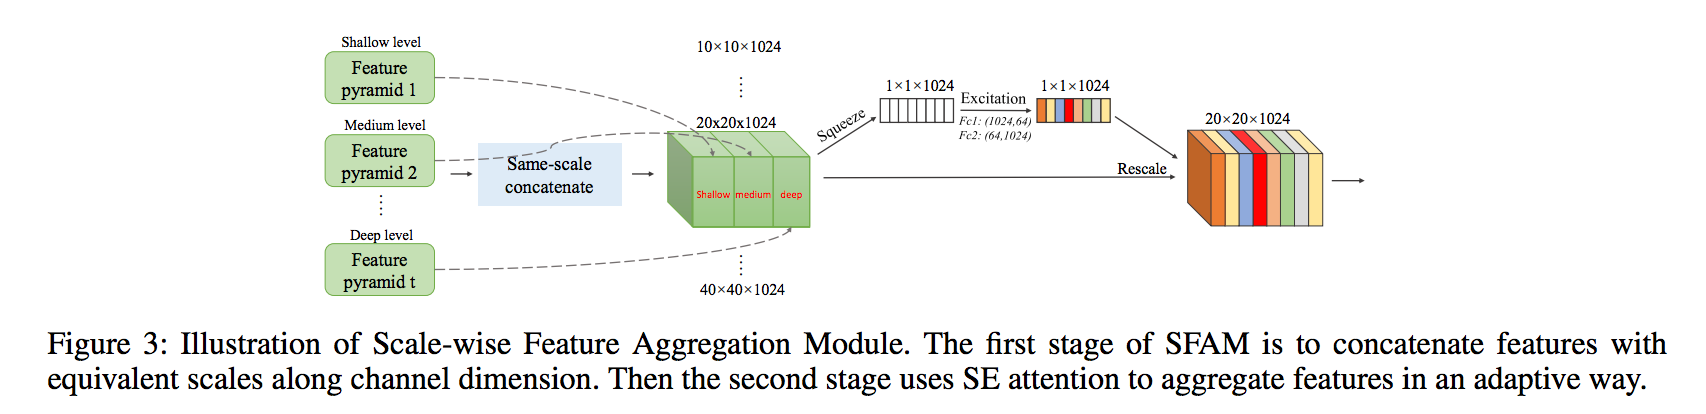 Shallow level
Feature
pyramid 1
Medium level
Feature
pyramid 2
Deep level
Feature
pyramid t
Same-scale
concatenate
10×10×1024
20x20x1024
Shallow medium deep
40×40×1024
Squeeze
1×1×1024
Excitation
Fc1: (1024,64)
Fc2: (64,1024)
1×1×1024
Rescale
20×20×1024
Figure 3: Illustration of Scale-wise Feature Aggregation Module. The first stage of SFAM is to concatenate features with
equivalent scales along channel dimension. Then the second stage uses SE attention to aggregate features in an adaptive way.